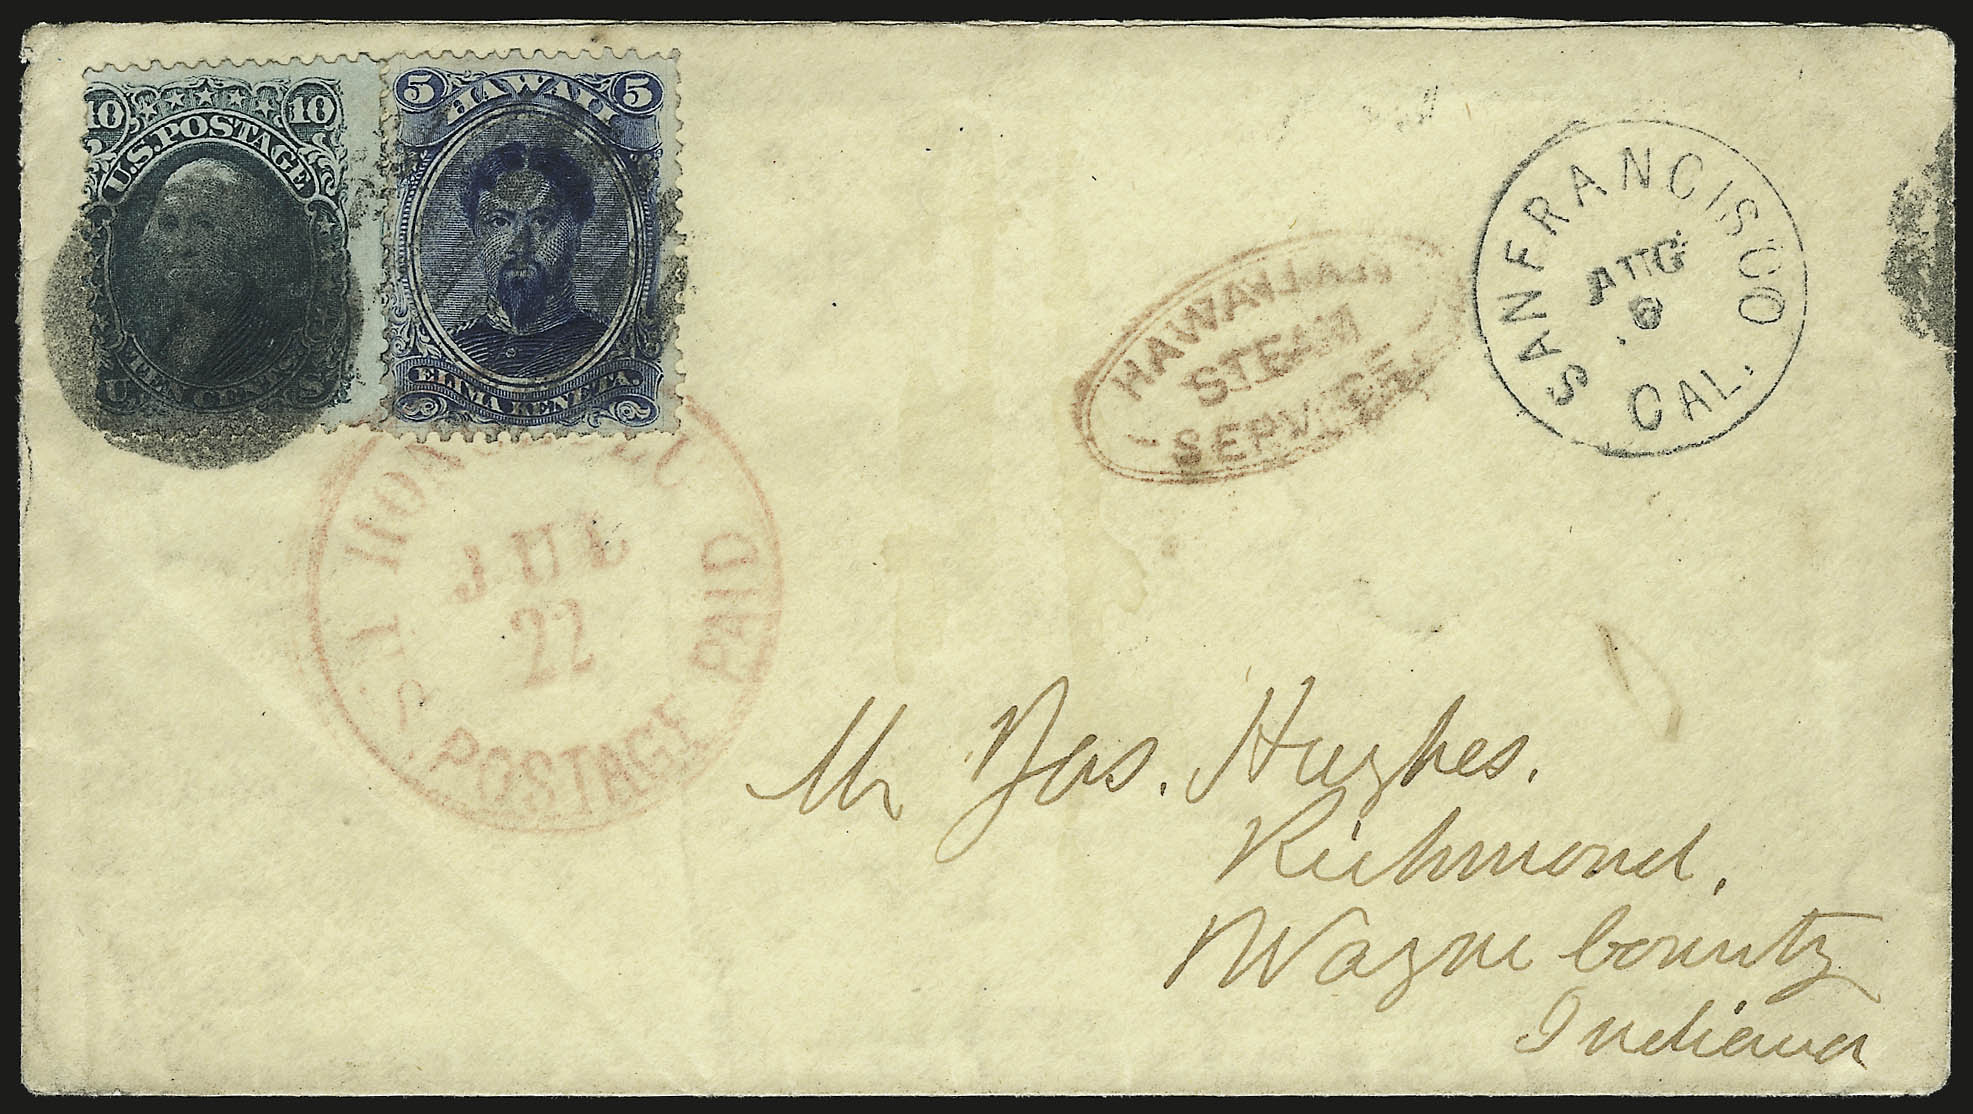 10 10
U.S. POSTAGE
TEN CENTS
U. S.
5 HAWAII 5
ELIMA KENETA.
HONOLULU
JUL
22
U.S. POSTAGE PAID
HAWAIIAN
STEAM
SERVICE
SAN FRANCISCO
AUG
6
CAL.
Mr Jas. Hughes.
Richmond.
Wayne County
Indiana